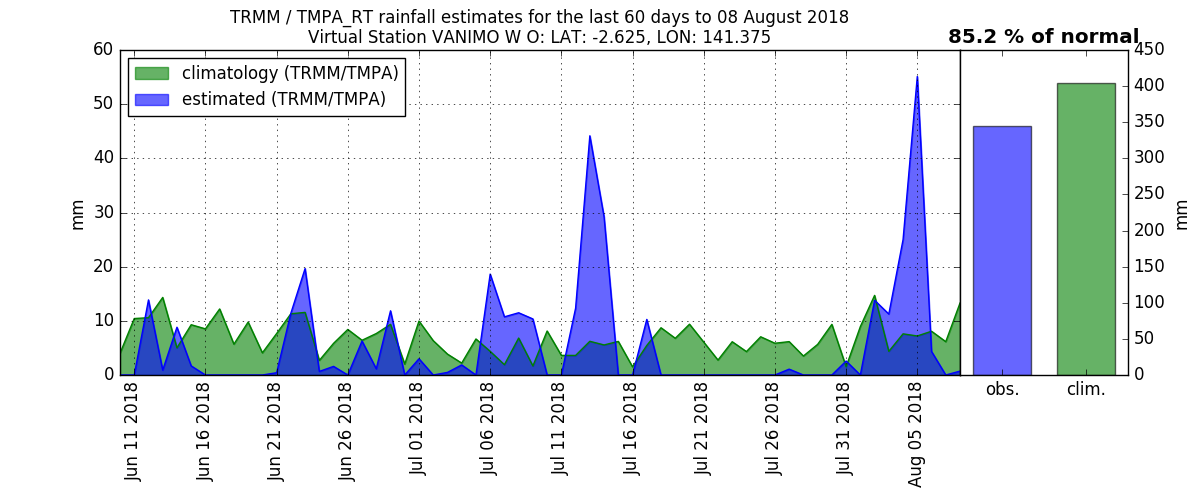 TRMM / TMPA_RT rainfall estimates for the last 60 days to 08 August 2018
Virtual Station VANIMO W O: LAT: -2.625, LON: 141.375
85.2 % of normal
climatology (TRMM/TMPA)
estimated (TRMM/TMPA)
60
50
40
30
20
10
0
mm
Jun 11 2018
Jun 16 2018
Jun 21 2018
Jun 26 2018
Jul 01 2018
Jul 06 2018
Jul 11 2018
Jul 16 2018
Jul 21 2018
Jul 26 2018
Jul 31 2018
Aug 05 2018
obs.
clim.
450
400
350
300
250
200
150
100
50
0
mm